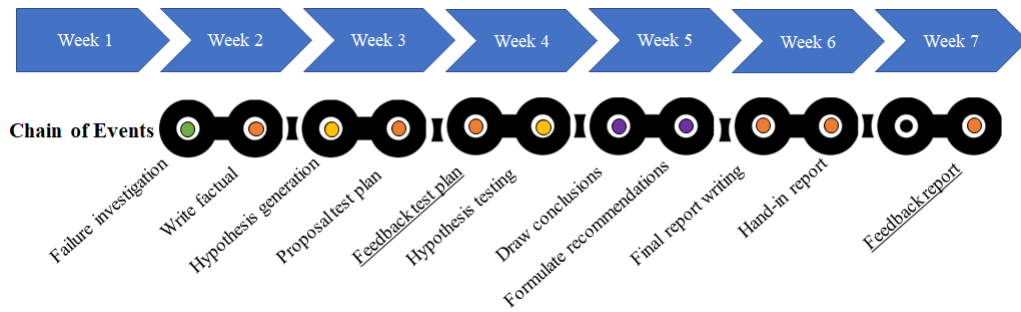 Week 1
Week 2
Week 3
Week 4
Week 5
Week 6
Week 7
Chain of Events
Failure investigation
Write factual
Hypothesis generation
Proposal test plan
Feedback test plan
Hypothesis testing
Draw conclusions
Formulate recommendations
Final report writing
Hand-in report
Feedback report